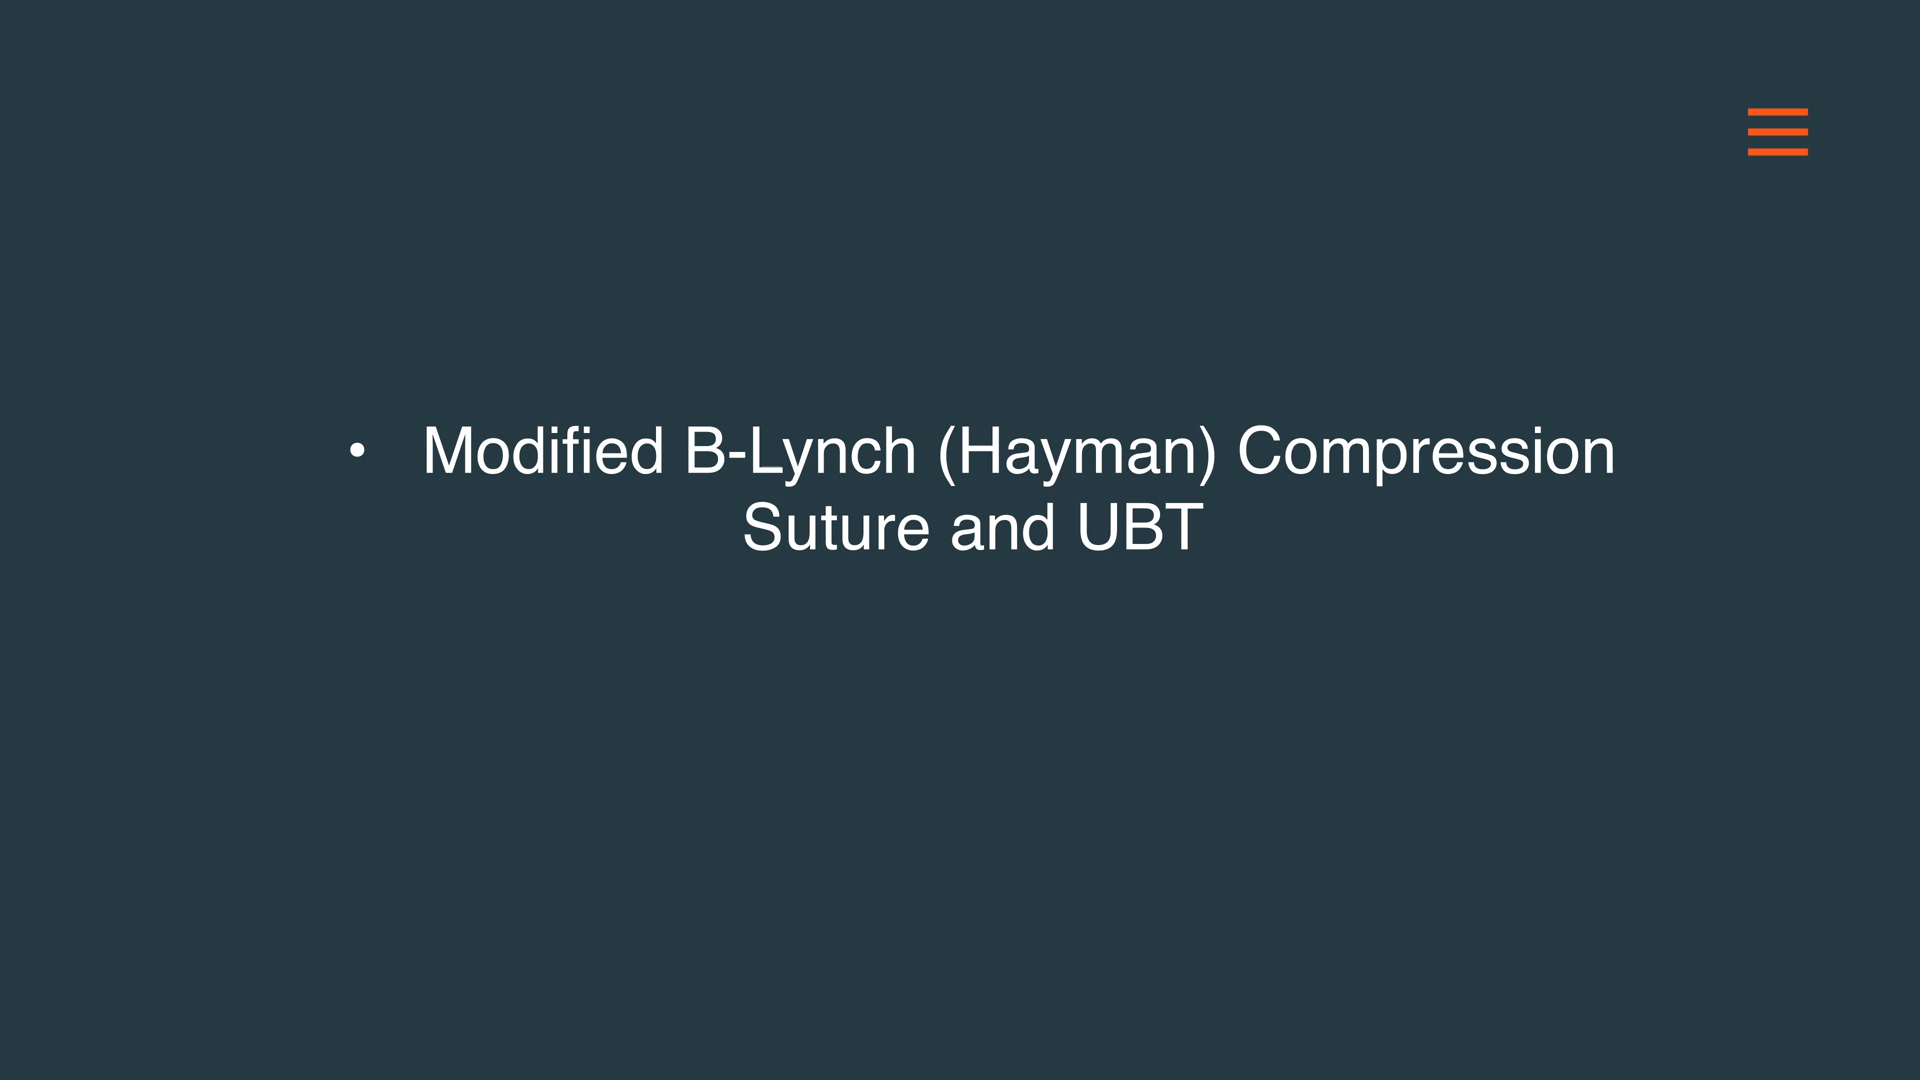 • Modified B-Lynch (Hayman) Compression
Suture and UBT